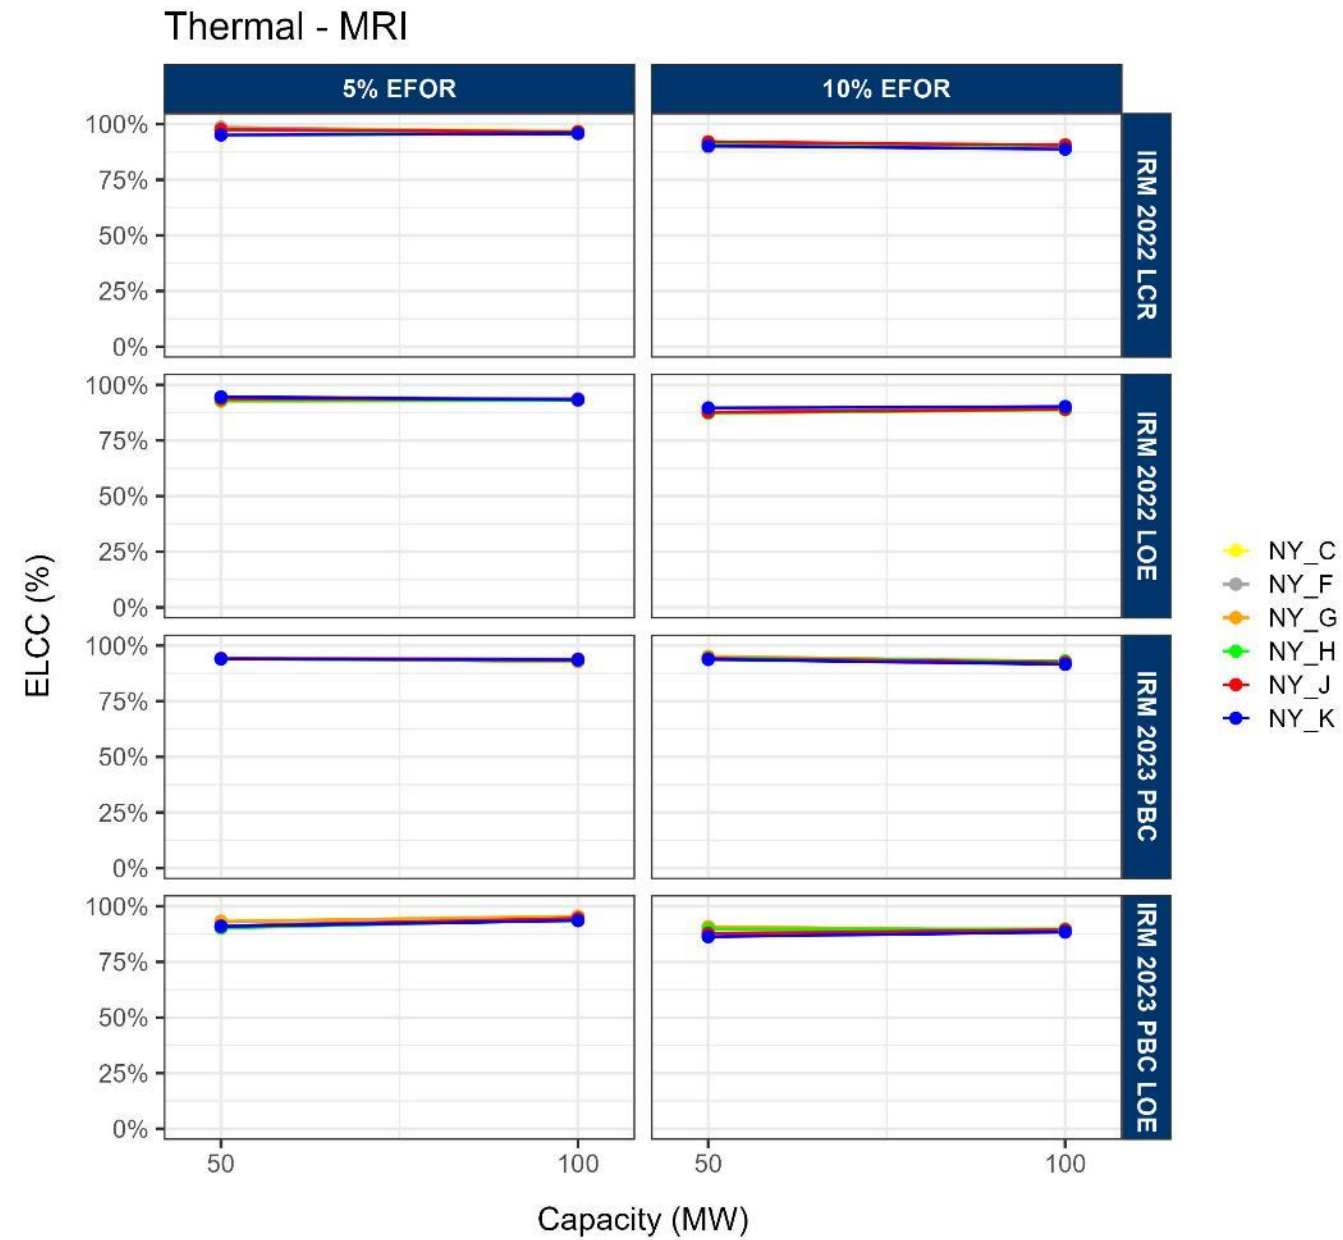 Thermal - MRI
5% EFOR
10% EFOR
100%
75%
50%
25%
0%
IRM 2022 LCR
100%
75%
50%
25%
0%
IRM 2022 LOE
100%
75%
50%
25%
0%
IRM 2023 PBC
100%
75%
50%
25%
0%
IRM 2023 PBC LOE
50
100
50
100
Capacity (MW)
ELCC (%)
NY_C
NY_F
NY_G
NY_H
NY_J
NY_K